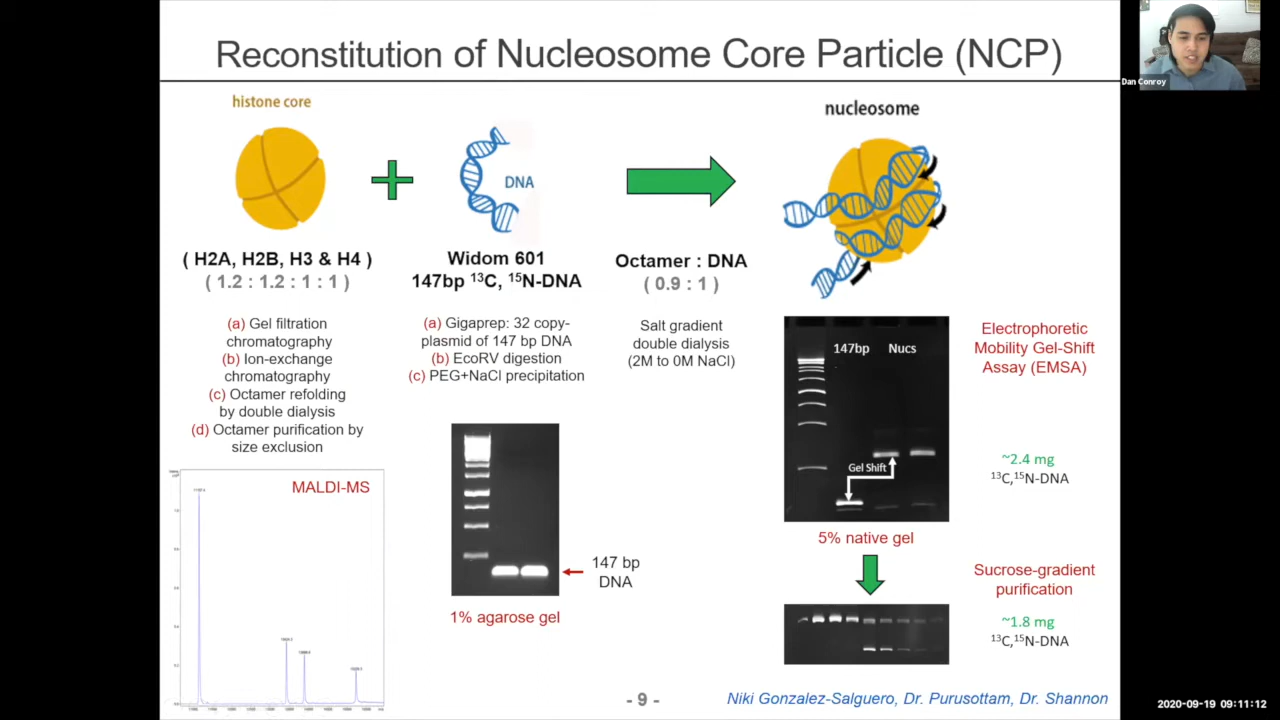 Reconstitution of Nucleosome Core Particle (NCP)
Dan Conroy
histone core
DNA
nucleosome
( H2A, H2B, H3 & H4 )
( 1.2 : 1.2 : 1 : 1 )
Widom 601
147bp ¹³C, ¹⁵N-DNA
Octamer : DNA
( 0.9 : 1 )
(a) Gel filtration
chromatography
(b) Ion-exchange
chromatography
(c) Octamer refolding
by double dialysis
(d) Octamer purification by
size exclusion
(a) Gigaprep: 32 copy-
plasmid of 147 bp DNA
(b) EcoRV digestion
(c) PEG+NaCl precipitation
Salt gradient
double dialysis
(2M to 0M NaCl)
147bp Nucs
Gel Shift
5% native gel
Electrophoretic
Mobility Gel-Shift
Assay (EMSA)
~2.4 mg
¹³C,¹⁵N-DNA
MALDI-MS
147 bp
DNA
1% agarose gel
Sucrose-gradient
purification
~1.8 mg
¹³C,¹⁵N-DNA
- 9 -
Niki Gonzalez-Salguero, Dr. Purusottam, Dr. Shannon
2020-09-19 09:11:12